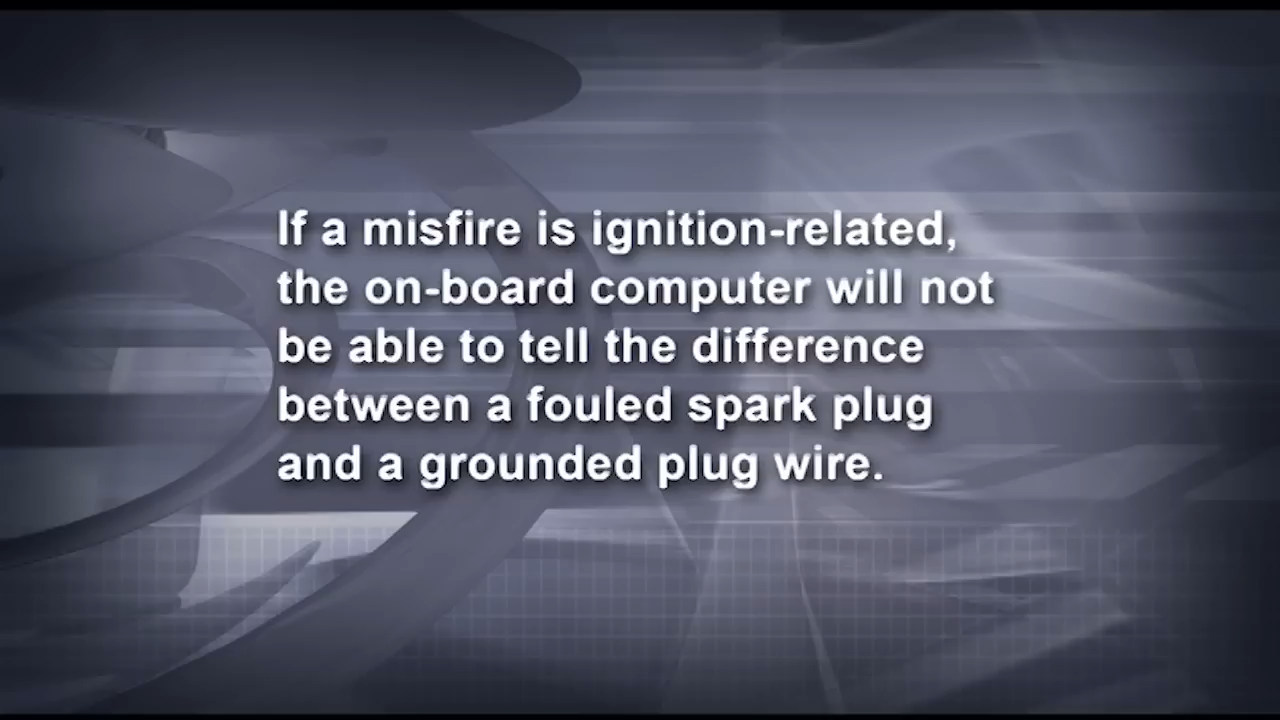 If a misfire is ignition-related,
the on-board computer will not
be able to tell the difference
between a fouled spark plug
and a grounded plug wire.